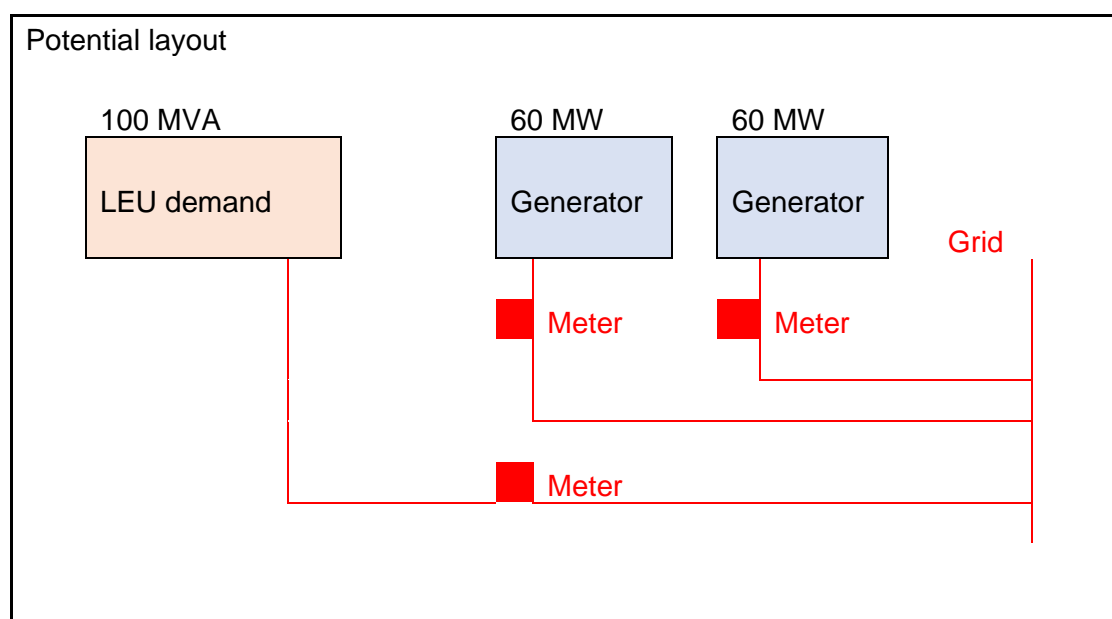 Potential layout
100 MVA
60 MW
60 MW
LEU demand
Generator
Generator
Grid
Meter
Meter
Meter